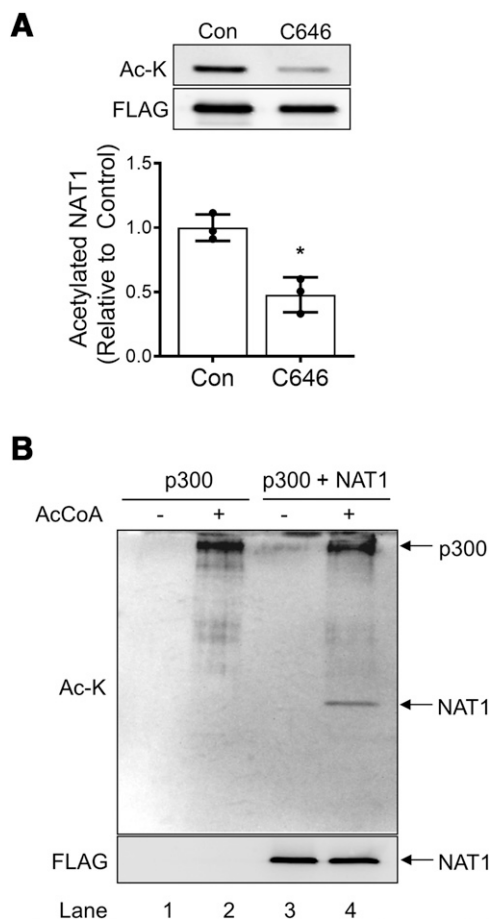 A
Con C646
Ac-K
FLAG
Acetylated NAT1
(Relative to Control)
1.5
1.0
0.5
0.0
*
Con C646
B
p300 p300 + NAT1
AcCoA - + - +
p300
Ac-K
NAT1
FLAG NAT1
Lane 1 2 3 4